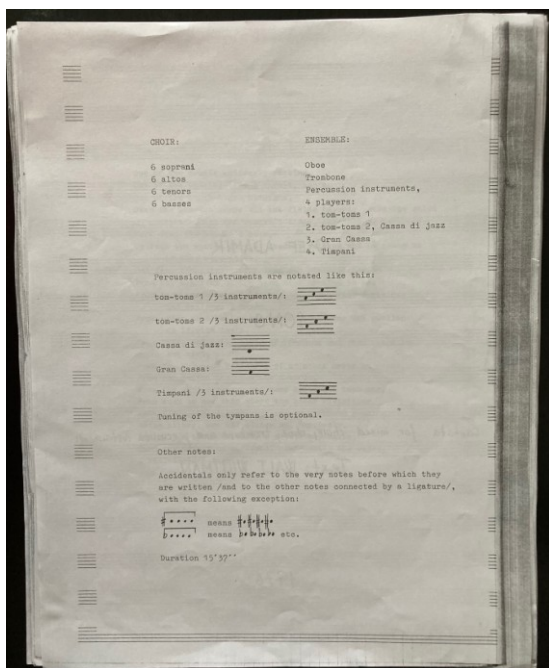 CHOIR:
6 soprani
6 altos
6 tenors
6 basses
ENSEMBLE:
Oboe
Trombone
Percussion instruments,
4 players:
1. tom-toms 1
2. tom-toms 2, Cassa di jazz
3. Gran Cassa
4. Timpani
Percussion instruments are notated like this:
tom-toms 1 /3 instruments/:
tom-toms 2 /3 instruments/:
Cassa di jazz:
Gran Cassa:
Timpani /3 instruments/:
Tuning of the tympans is optional.
Other notes:
Accidentals only refer to the very notes before which they
are written /and to the other notes connected by a ligature/,
with the following exception:
means
means etc.
Duration 15'37''